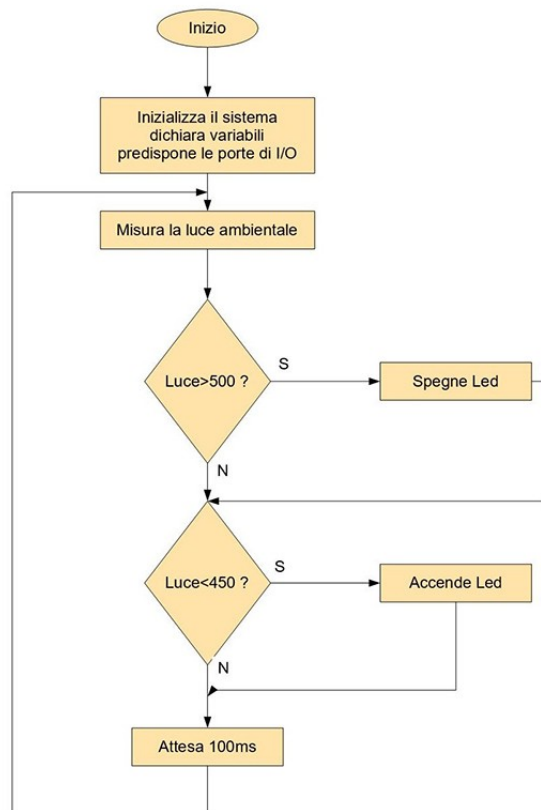 Inizio
Inizializza il sistema
dichiara variabili
predispone le porte di I/O
Misura la luce ambientale
Luce>500 ?
S
Spegne Led
N
Luce<450 ?
S
Accende Led
N
Attesa 100ms